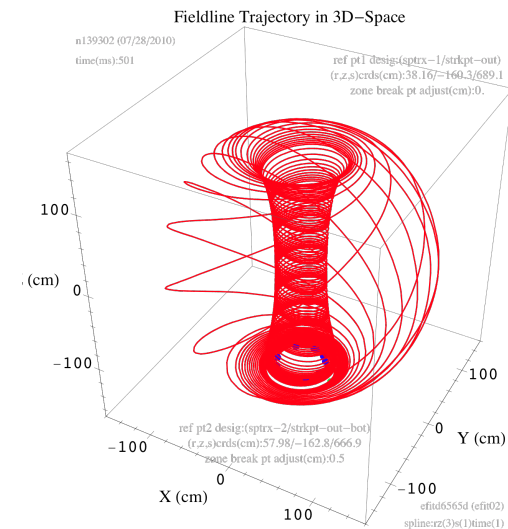 Fieldline Trajectory in 3D−Space
n139302 (07/28/2010)
time(ms):501
ref pt1 desig:(sptrx−1/strkpt−out)
(r,z,s)crds(cm):38.16/−160.3/689.1
zone break pt adjust(cm):0.
100
0
−100
(cm)
ref pt2 desig:(sptrx−2/strkpt−out−bot)
(r,z,s)crds(cm):57.98/−162.8/666.9
zone break pt adjust(cm):0.5
−100
0
100
X (cm)
100
0
−100
Y (cm)
efitd6565d (efit02)
spline:rz(3)s(1)time(1)